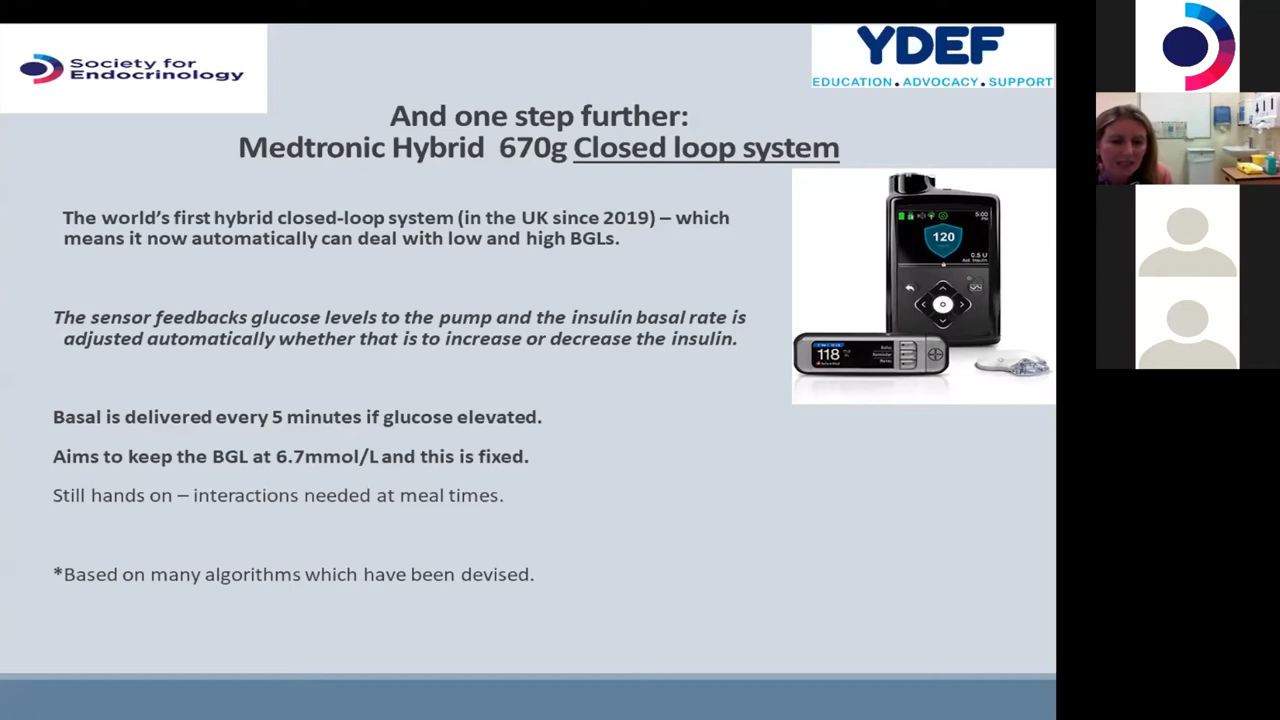 Society for
Endocrinology
YDEF
EDUCATION . ADVOCACY . SUPPORT
And one step further:
Medtronic Hybrid 670g Closed loop system
The world's first hybrid closed-loop system (in the UK since 2019) – which
means it now automatically can deal with low and high BGLs.
The sensor feedbacks glucose levels to the pump and the insulin basal rate is
adjusted automatically whether that is to increase or decrease the insulin.
Basal is delivered every 5 minutes if glucose elevated.
Aims to keep the BGL at 6.7mmol/L and this is fixed.
Still hands on – interactions needed at meal times.
*Based on many algorithms which have been devised.
5:00
120
0.5 U
118